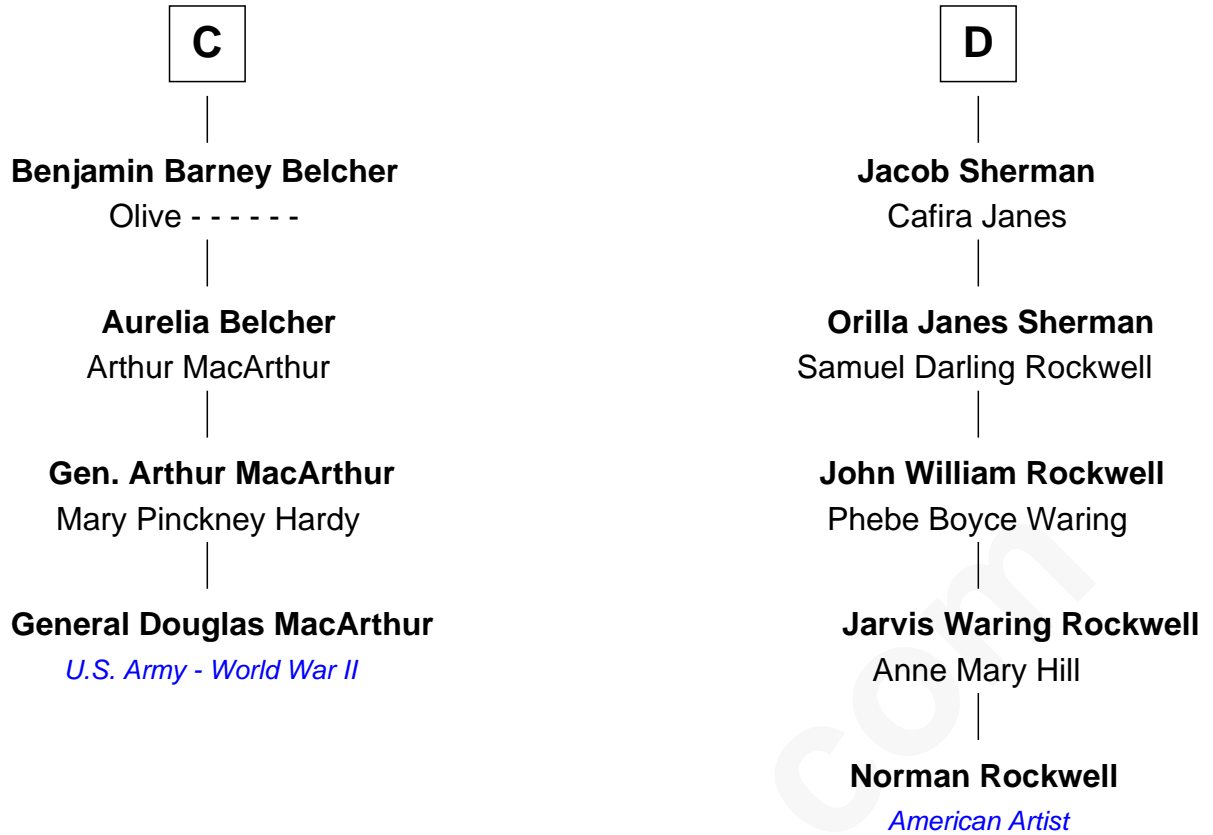 C
Benjamin Barney Belcher
Olive - - - - - -
Aurelia Belcher
Arthur MacArthur
Gen. Arthur MacArthur
Mary Pinckney Hardy
General Douglas MacArthur
U.S. Army - World War II
D
Jacob Sherman
Cafira Janes
Orilla Janes Sherman
Samuel Darling Rockwell
John William Rockwell
Phebe Boyce Waring
Jarvis Waring Rockwell
Anne Mary Hill
Norman Rockwell
American Artist
com